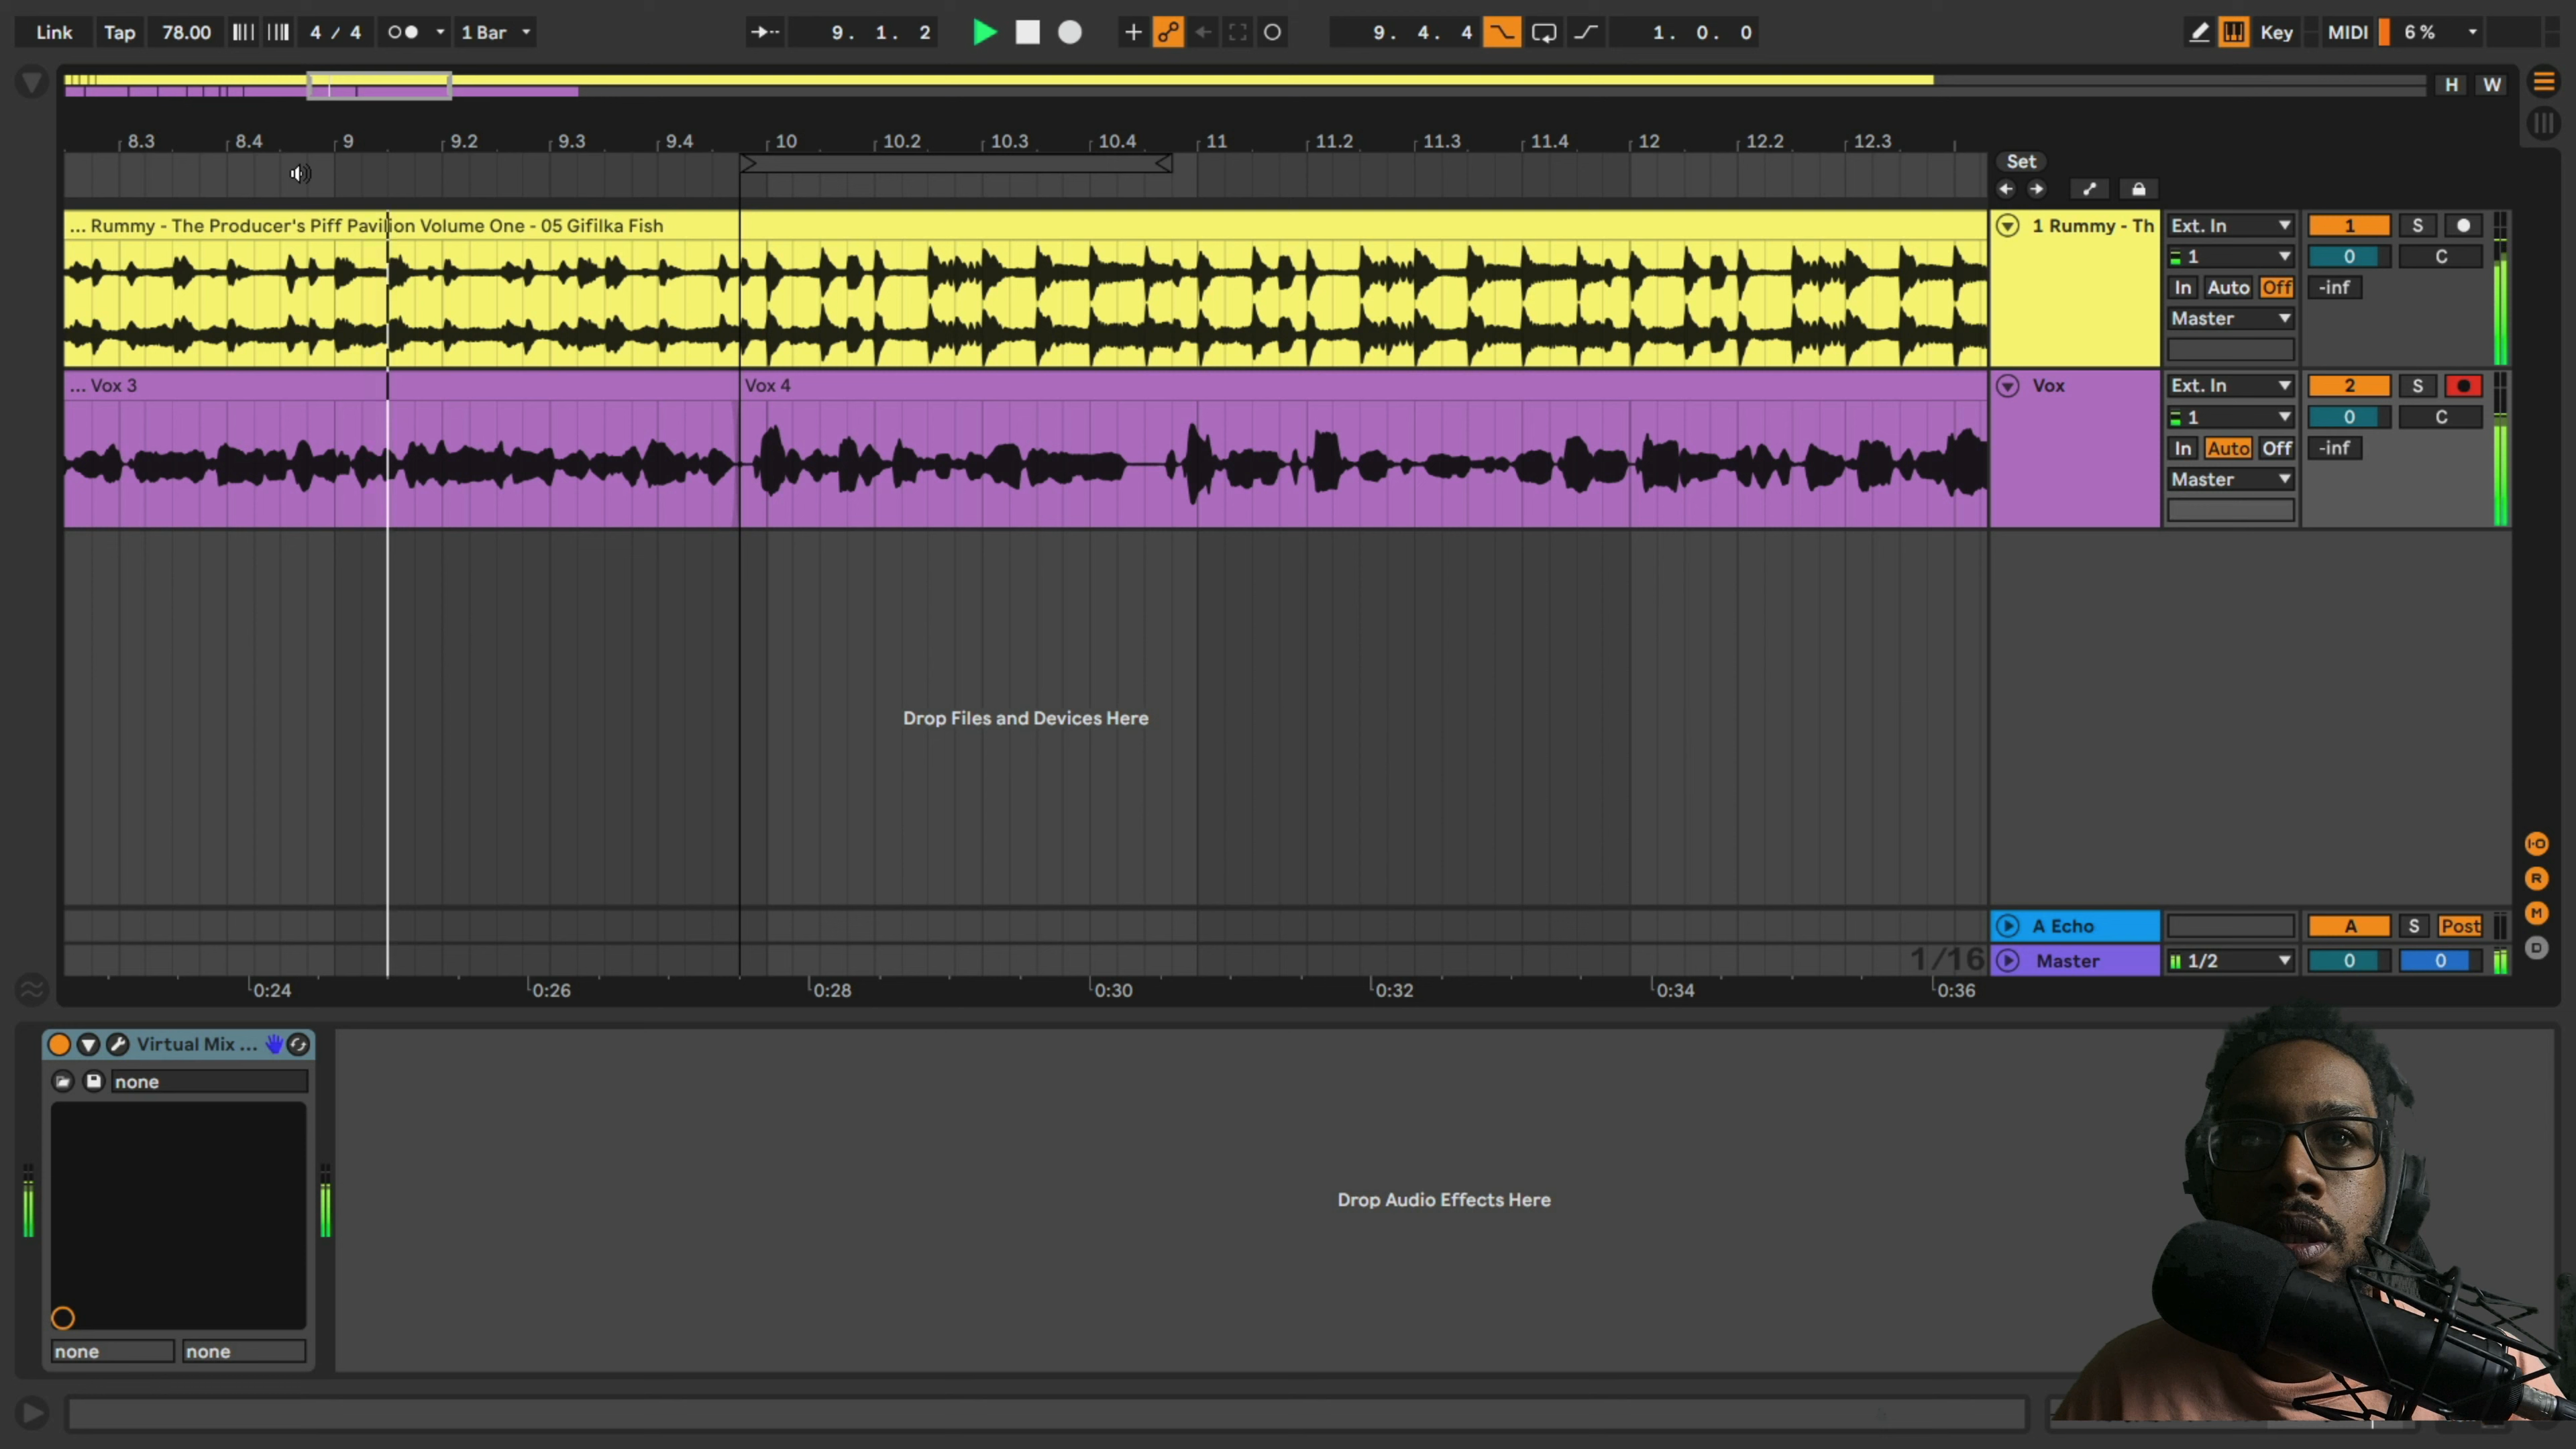 Link Tap 78.00 4 / 4 1 Bar 9. 1. 2 9. 4. 4 1. 0. 0 Key MIDI 6 %
H W
8.3 8.4 9 9.2 9.3 9.4 10 10.2 10.3 10.4 11 11.2 11.3 11.4 12 12.2 12.3
Set
... Rummy - The Producer's Piff Pavilion Volume One - 05 Gifilka Fish 1 Rummy - Th Ext. In 1 S
1 0 C
In Auto Off -inf
Master
... Vox 3 Vox 4 Vox Ext. In 2 S
1 0 C
In Auto Off -inf
Master
Drop Files and Devices Here
I-O
R
M
A Echo A S Post
D
1/16 Master 1/2 0 0
0:24 0:26 0:28 0:30 0:32 0:34 0:36
Virtual Mix ...
none
Drop Audio Effects Here
none none